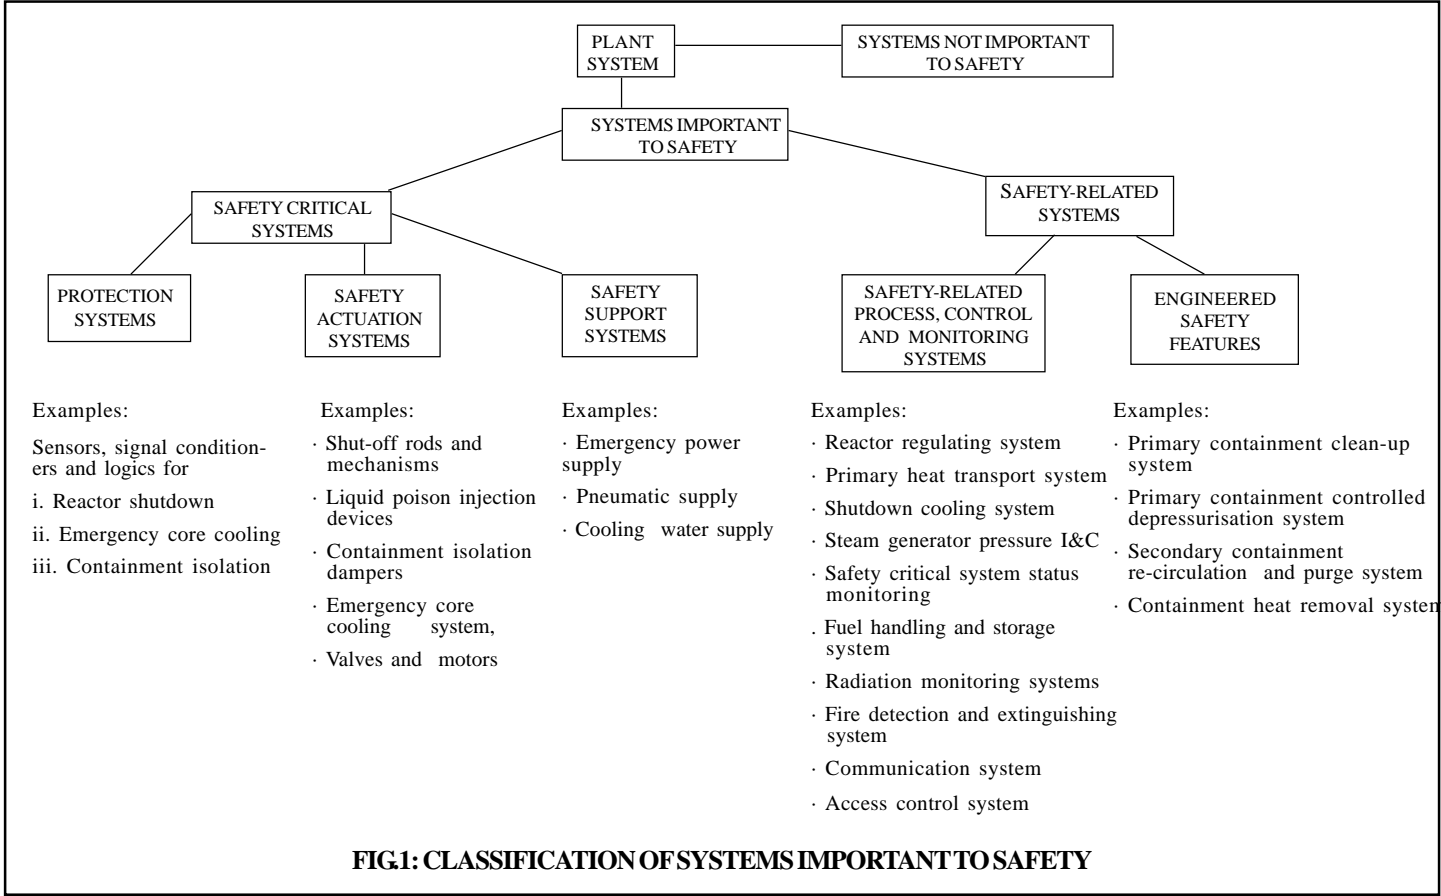 PLANT
SYSTEM
SYSTEMS NOT IMPORTANT
TO SAFETY
SYSTEMS IMPORTANT
TO SAFETY
SAFETY CRITICAL
SYSTEMS
SAFETY-RELATED
SYSTEMS
PROTECTION
SYSTEMS
SAFETY
ACTUATION
SYSTEMS
SAFETY
SUPPORT
SYSTEMS
SAFETY-RELATED
PROCESS, CONTROL
AND MONITORING
SYSTEMS
ENGINEERED
SAFETY
FEATURES
Examples:
Sensors, signal condition-
ers and logics for
i. Reactor shutdown
ii. Emergency core cooling
iii. Containment isolation
Examples:
· Shut-off rods and
mechanisms
· Liquid poison injection
devices
· Containment isolation
dampers
· Emergency core
cooling system,
· Valves and motors
Examples:
· Emergency power
supply
· Pneumatic supply
· Cooling water supply
Examples:
· Reactor regulating system
· Primary heat transport system
· Shutdown cooling system
· Steam generator pressure I&C
· Safety critical system status
monitoring
. Fuel handling and storage
system
· Radiation monitoring systems
· Fire detection and extinguishing
system
· Communication system
· Access control system
Examples:
· Primary containment clean-up
system
· Primary containment controlled
depressurisation system
· Secondary containment
re-circulation and purge system
· Containment heat removal system
FIG.1: CLASSIFICATION OF SYSTEMS IMPORTANT TO SAFETY